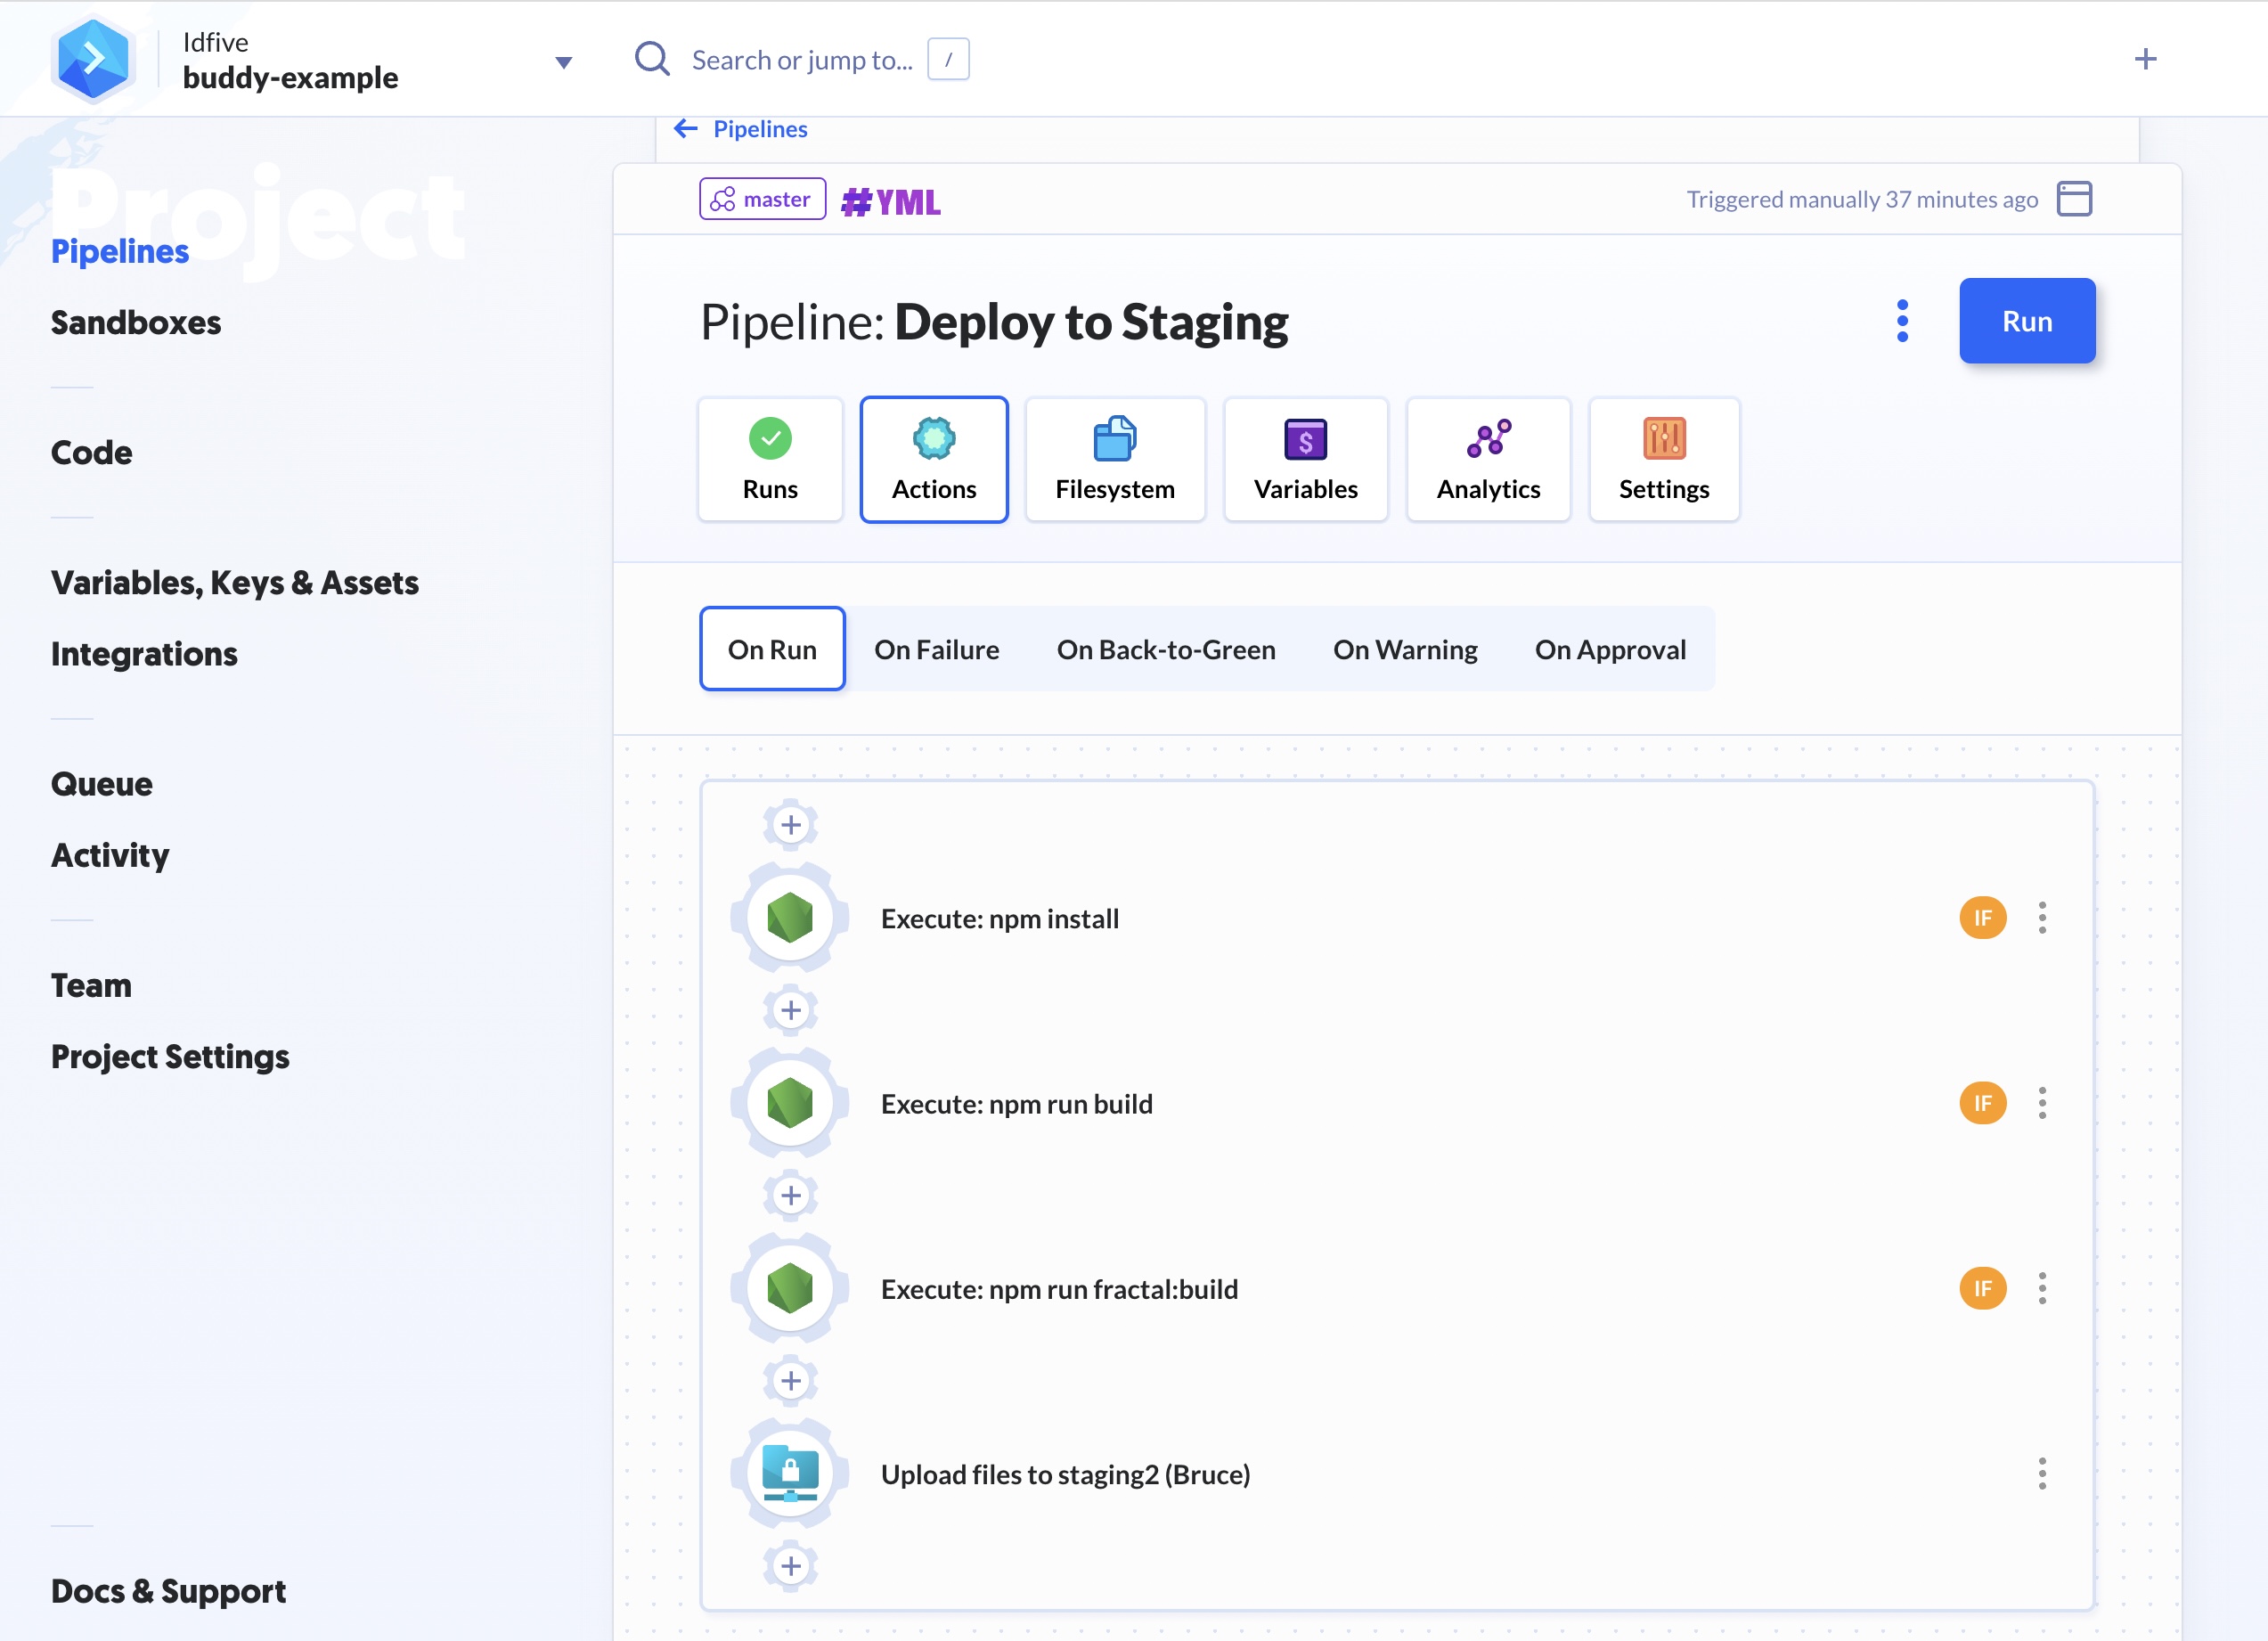 Idfive
buddy-example
Search or jump to...
/
+
Project
Pipelines
Sandboxes
Code
Variables, Keys & Assets
Integrations
Queue
Activity
Team
Project Settings
Docs & Support
← Pipelines
master
#YML
Triggered manually 37 minutes ago
Pipeline: Deploy to Staging
Run
Runs
Actions
Filesystem
$
Variables
Analytics
Settings
On Run
On Failure
On Back-to-Green
On Warning
On Approval
Execute: npm install
IF
Execute: npm run build
IF
Execute: npm run fractal:build
IF
Upload files to staging2 (Bruce)